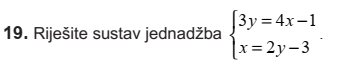 19. Riješite sustav jednadžba { 3y = 4x − 1
x = 2y − 3 .